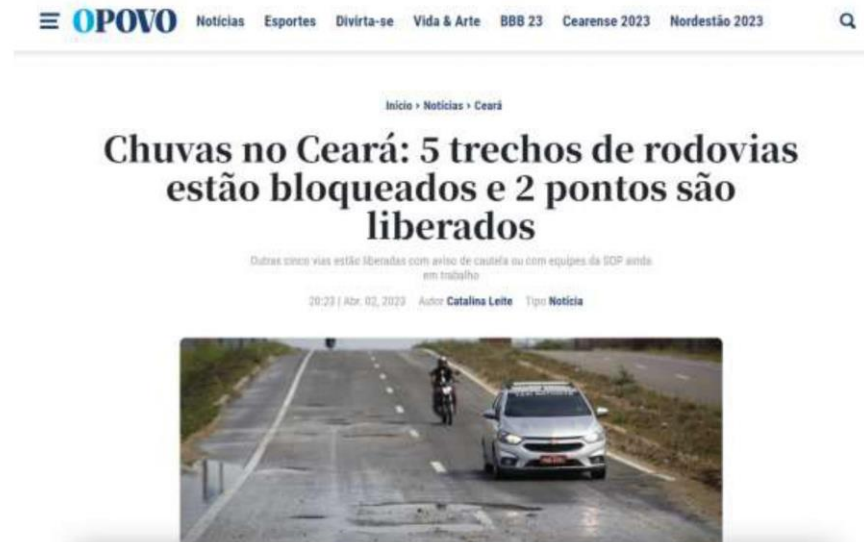 OPOVO Notícias Esportes Divirta-se Vida & Arte BBB 23 Cearense 2023 Nordestão 2023
Início › Notícias › Ceará
Chuvas no Ceará: 5 trechos de rodovias
estão bloqueados e 2 pontos são
liberados
Outras cinco vias estão liberadas com aviso de cautela ou com equipes da SOP ainda
em trabalho
20:23 | Abr. 02, 2023 Autor Catalina Leite Tipo Notícia